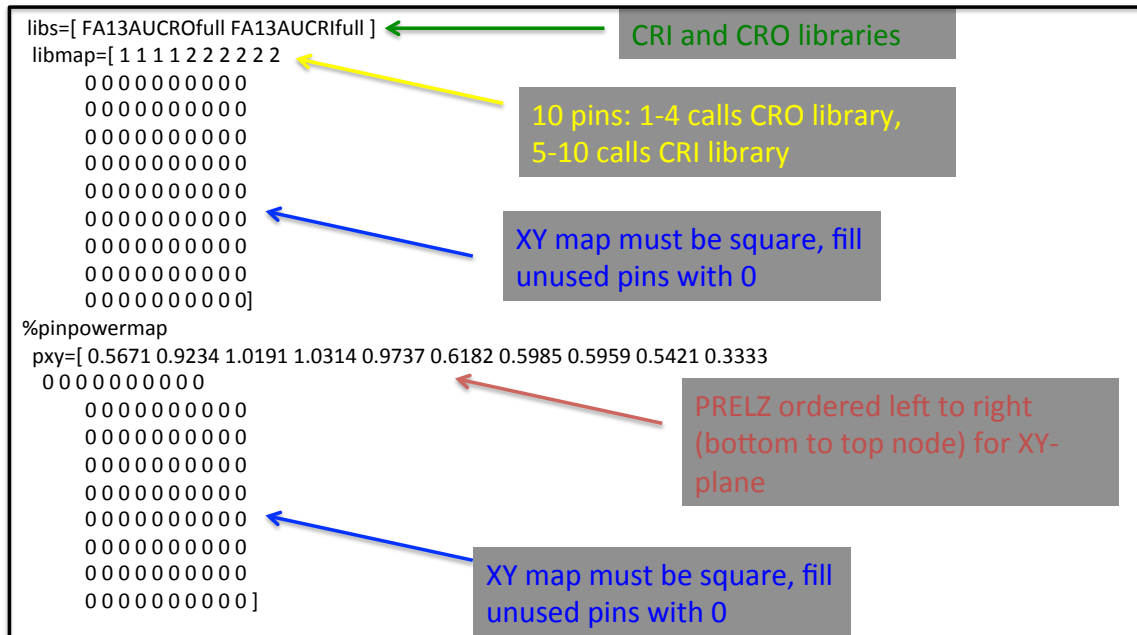 libs=[ FA13AUCROfull FA13AUCRIfull ]
CRI and CRO libraries
libmap=[ 1 1 1 1 2 2 2 2 2 2
0 0 0 0 0 0 0 0 0 0
0 0 0 0 0 0 0 0 0 0
0 0 0 0 0 0 0 0 0 0
0 0 0 0 0 0 0 0 0 0
0 0 0 0 0 0 0 0 0 0
0 0 0 0 0 0 0 0 0 0
0 0 0 0 0 0 0 0 0 0
0 0 0 0 0 0 0 0 0 0
0 0 0 0 0 0 0 0 0 0]
10 pins: 1-4 calls CRO library,
5-10 calls CRI library
XY map must be square, fill
unused pins with 0
%pinpowermap
pxy=[ 0.5671 0.9234 1.0191 1.0314 0.9737 0.6182 0.5985 0.5959 0.5421 0.3333
0 0 0 0 0 0 0 0 0 0
0 0 0 0 0 0 0 0 0 0
0 0 0 0 0 0 0 0 0 0
0 0 0 0 0 0 0 0 0 0
0 0 0 0 0 0 0 0 0 0
0 0 0 0 0 0 0 0 0 0
0 0 0 0 0 0 0 0 0 0
0 0 0 0 0 0 0 0 0 0
0 0 0 0 0 0 0 0 0 0 ]
PRELZ ordered left to right
(bottom to top node) for XY-
plane
XY map must be square, fill
unused pins with 0